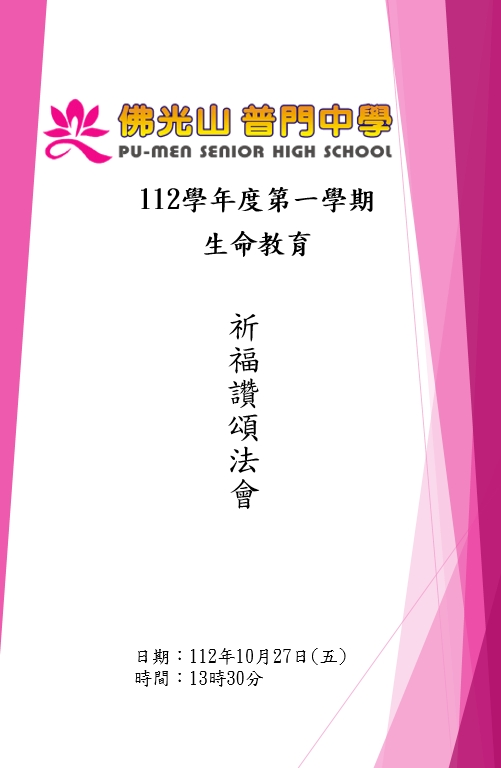 佛光山 普門中學
PU-MEN SENIOR HIGH SCHOOL
112學年度第一學期
生命教育
祈福讚頌法會
日期：112年10月27日(五)
時間：13時30分